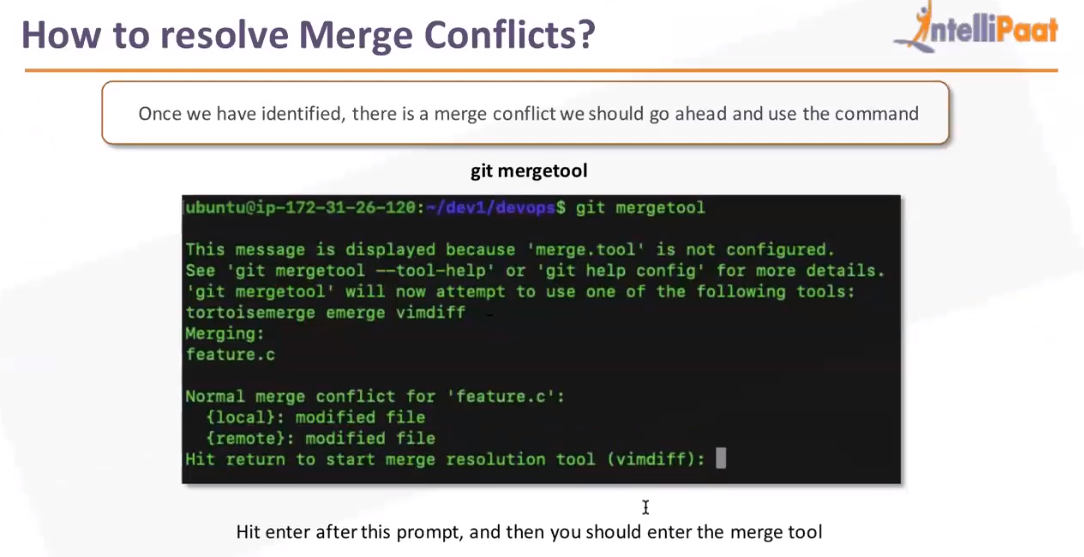 How to resolve Merge Conflicts?
IntelliPaat
Once we have identified, there is a merge conflict we should go ahead and use the command
git mergetool
ubuntu@ip-172-31-26-120:~/dev1/devops$ git mergetool
This message is displayed because 'merge.tool' is not configured.
See 'git mergetool --tool-help' or 'git help config' for more details.
'git mergetool' will now attempt to use one of the following tools:
tortoisemerge emerge vimdiff
Merging:
feature.c
Normal merge conflict for 'feature.c':
{local}: modified file
{remote}: modified file
Hit return to start merge resolution tool (vimdiff):
Hit enter after this prompt, and then you should enter the merge tool